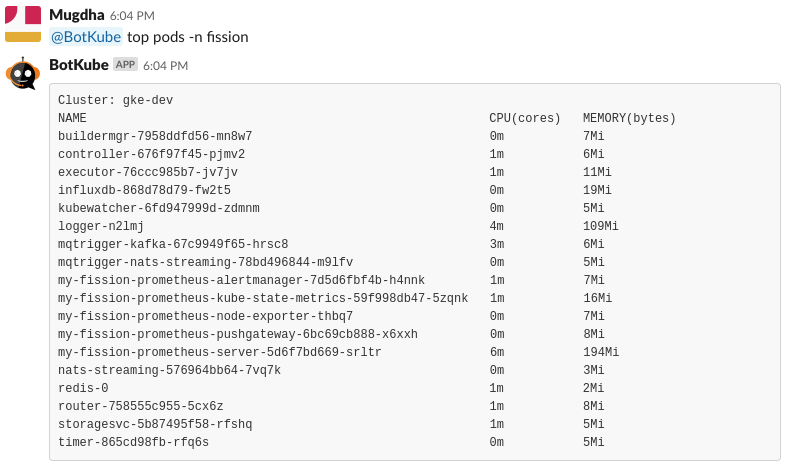 Mugdha 6:04 PM
@BotKube top pods -n fission
BotKube APP 6:04 PM
Cluster: gke-dev
NAME CPU(cores) MEMORY(bytes)
buildermgr-7958ddfd56-mn8w7 0m 7Mi
controller-676f97f45-pjmv2 1m 6Mi
executor-76ccc985b7-jv7jv 1m 11Mi
influxdb-868d78d79-fw2t5 0m 19Mi
kubewatcher-6fd947999d-zdmnm 0m 5Mi
logger-n2lmj 4m 109Mi
mqtrigger-kafka-67c9949f65-hrsc8 3m 6Mi
mqtrigger-nats-streaming-78bd496844-m9lfv 0m 5Mi
my-fission-prometheus-alertmanager-7d5d6fbf4b-h4nnk 1m 7Mi
my-fission-prometheus-kube-state-metrics-59f998db47-5zqnk 1m 16Mi
my-fission-prometheus-node-exporter-thbq7 0m 7Mi
my-fission-prometheus-pushgateway-6bc69cb888-x6xxh 0m 8Mi
my-fission-prometheus-server-5d6f7bd669-srltr 6m 194Mi
nats-streaming-576964bb64-7vq7k 0m 3Mi
redis-0 1m 2Mi
router-758555c955-5cx6z 1m 8Mi
storagesvc-5b87495f58-rfshq 1m 5Mi
timer-865cd98fb-rfq6s 0m 5Mi